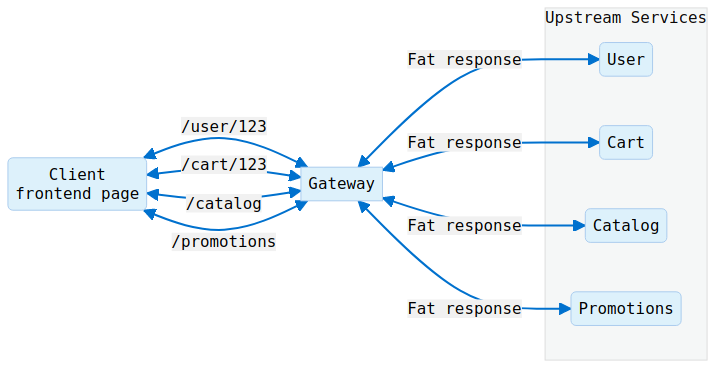 Upstream Services
Fat response
User
/user/123
Fat response
Cart
/cart/123
Client
frontend page
Gateway
/catalog
Fat response
Catalog
/promotions
Fat response
Promotions